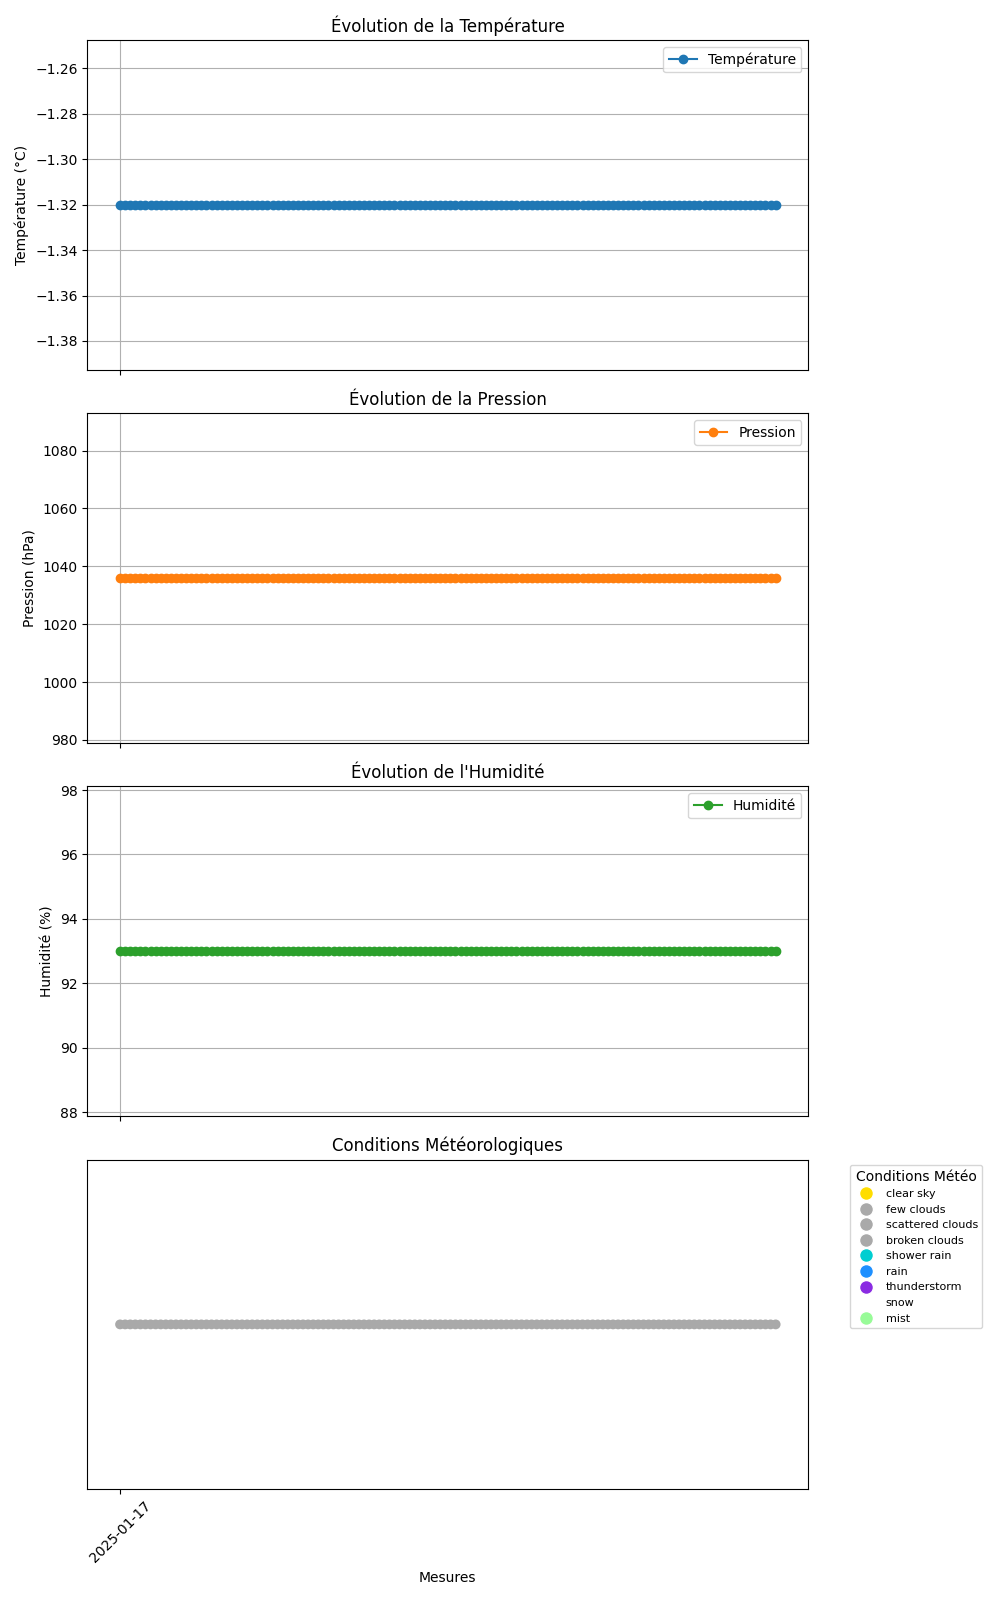 Évolution de la Température
Température
−1.26
−1.28
−1.30
−1.32
−1.34
−1.36
−1.38
Température (°C)
Évolution de la Pression
Pression
1080
1060
1040
1020
1000
980
Pression (hPa)
Évolution de l'Humidité
Humidité
98
96
94
92
90
88
Humidité (%)
Conditions Météorologiques
Conditions Météo
clear sky
few clouds
scattered clouds
broken clouds
shower rain
rain
thunderstorm
snow
mist
2025-01-17
Mesures